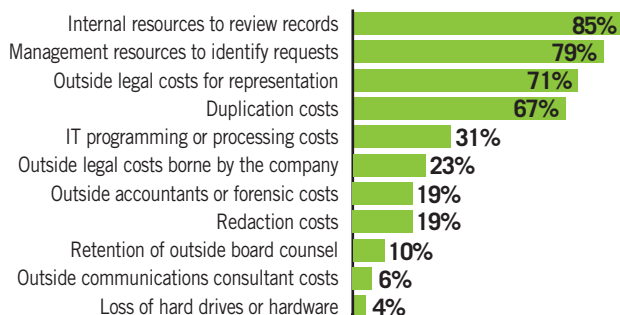 Internal resources to review records 85%
Management resources to identify requests 79%
Outside legal costs for representation 71%
Duplication costs 67%
IT programming or processing costs 31%
Outside legal costs borne by the company 23%
Outside accountants or forensic costs 19%
Redaction costs 19%
Retention of outside board counsel 10%
Outside communications consultant costs 6%
Loss of hard drives or hardware 4%